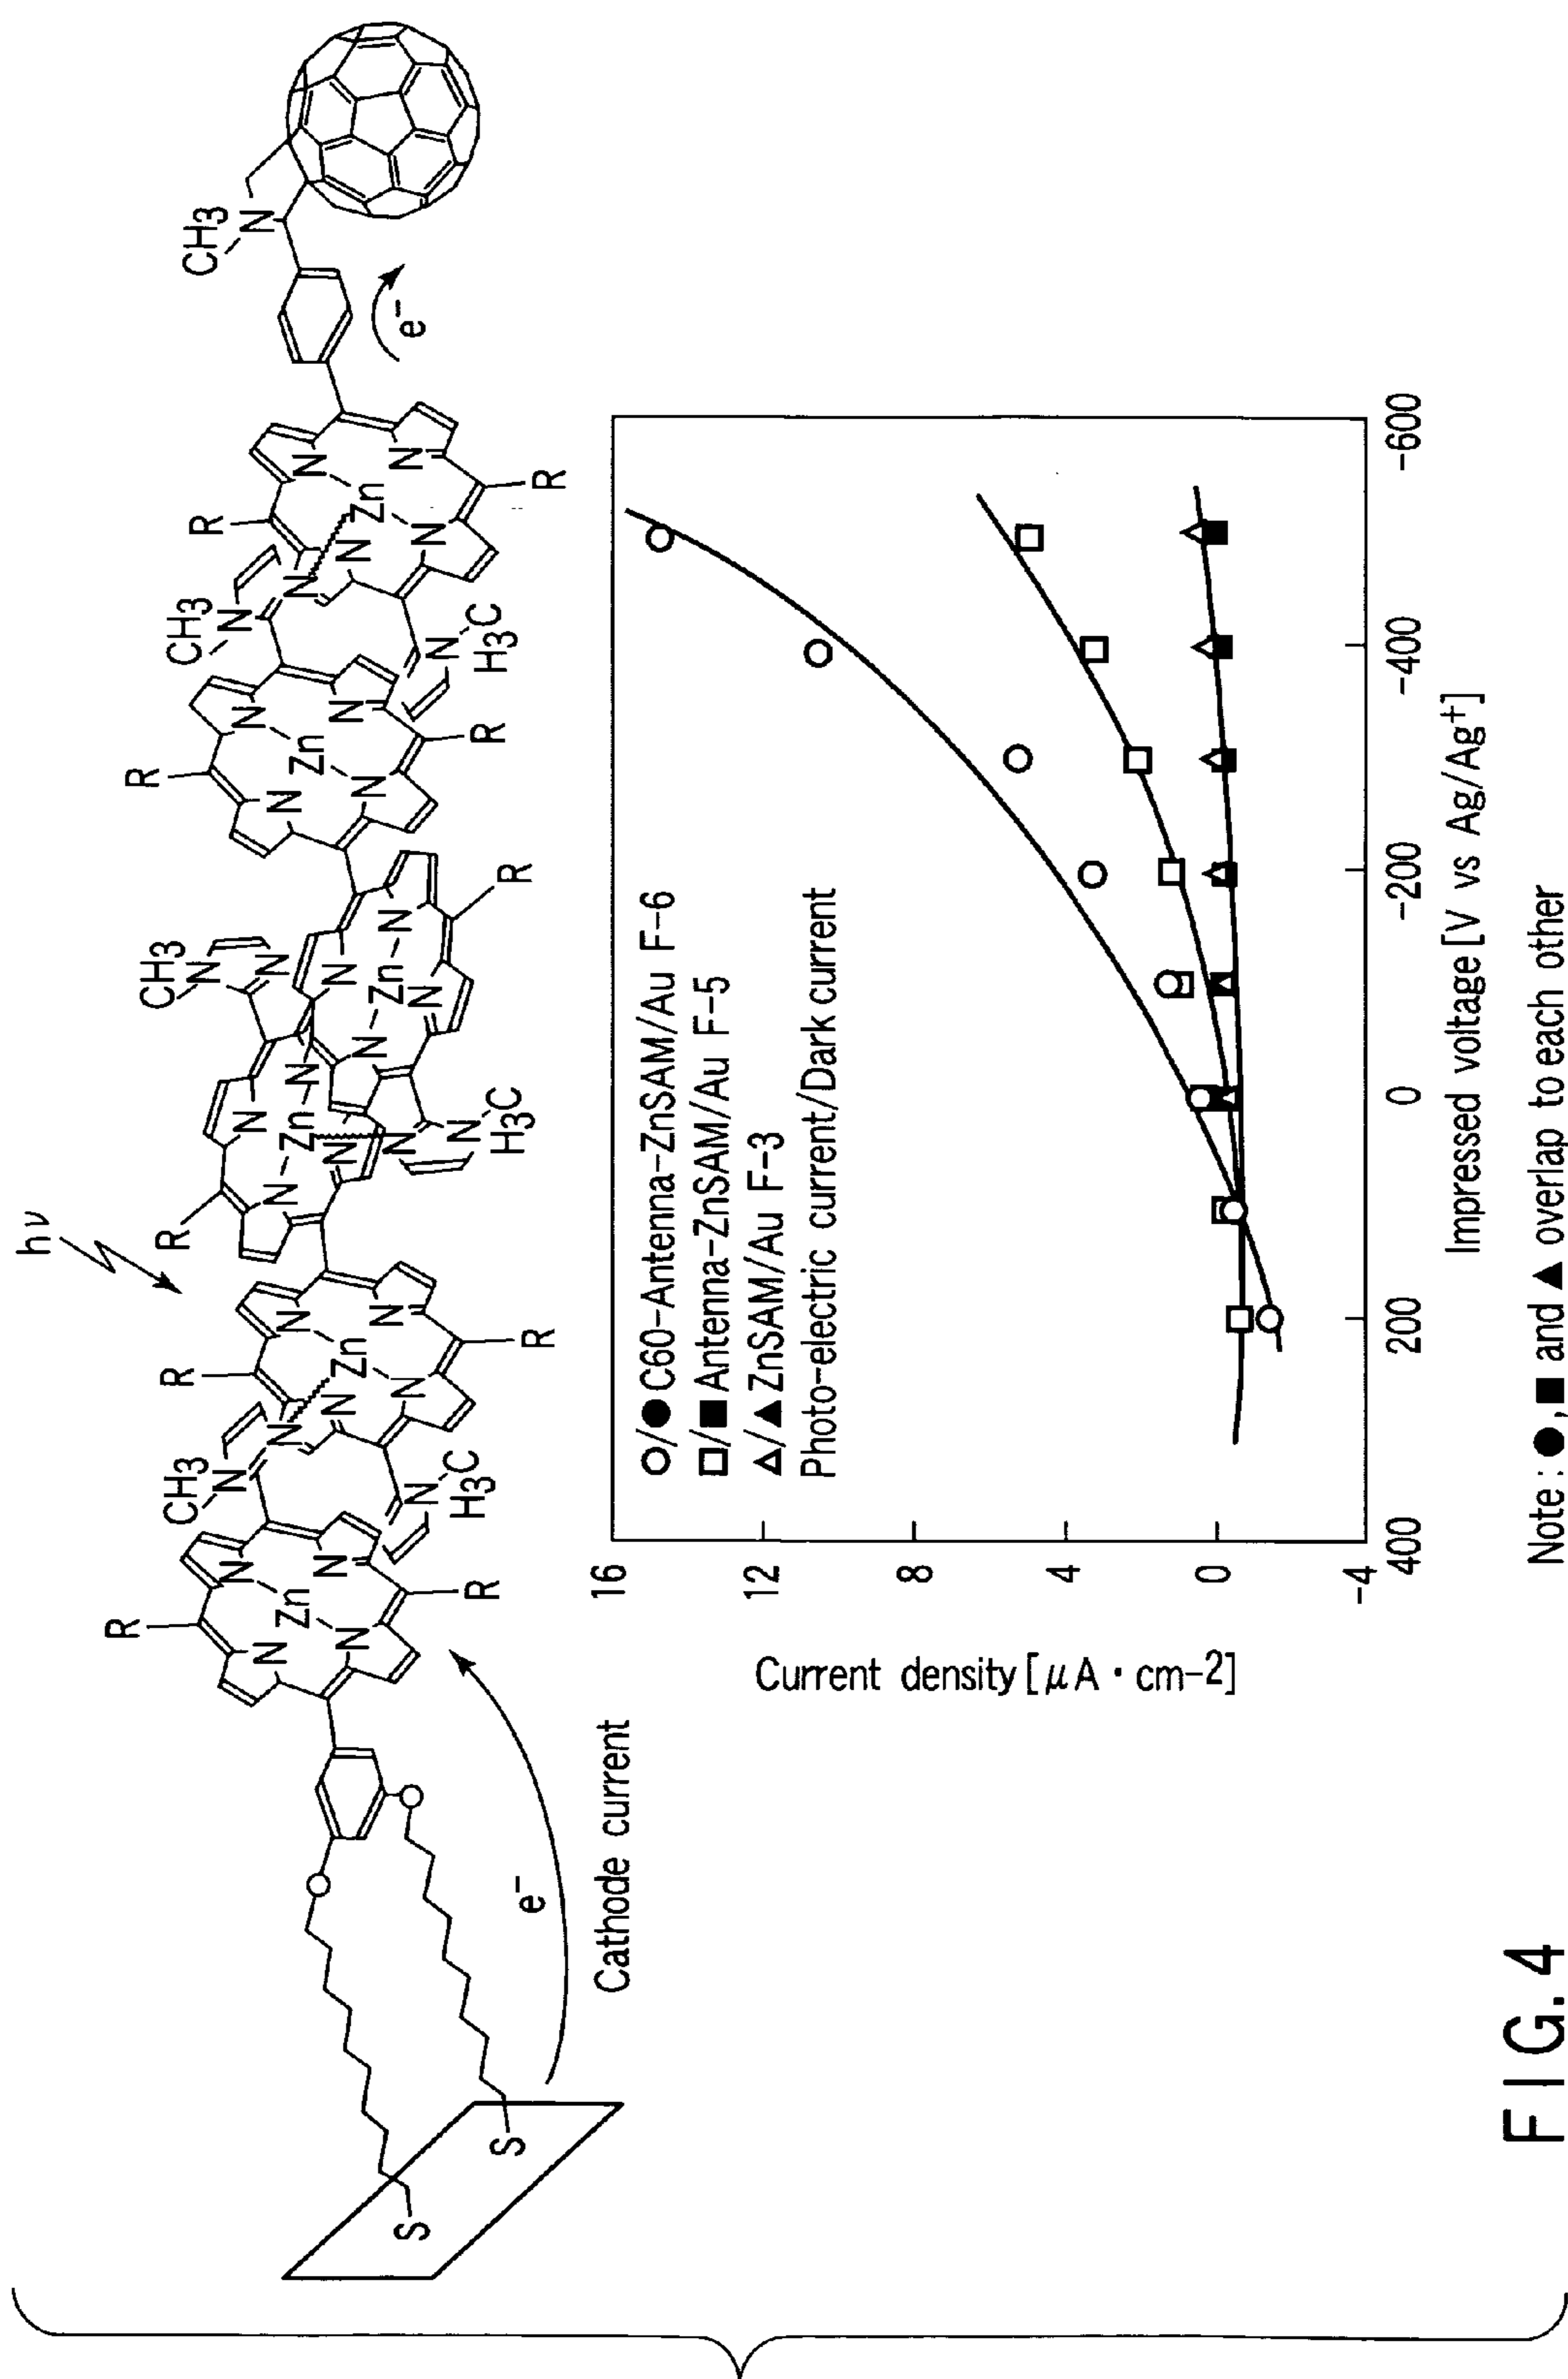 hν
R
CH3
R
R
CH3
R
CH3
R
CH3
S
S
O
O
N
N
Zn
N
N
R
N
N
N
N
Zn
N
N
N
H3C
R
N
N
Zn
N
N
N
N
H3C
N
N
N
N
Zn
N
N
R
N
N
Zn
N
N
R
N
N
N
H3C
N
Zn
N
N
N
R
N
e−
e−
Cathode current
Current density [μA・cm-2]
16
12
8
4
0
-4
○/● C60-Antenna-ZnSAM/Au F-6
□/■ Antenna-ZnSAM/Au F-5
△/▲ ZnSAM/Au F-3
Photo-electric current/Dark current
400
200
0
-200
-400
-600
Impressed voltage [V vs Ag/Ag+]
Note : ●,■ and ▲ overlap to each other
FIG. 4